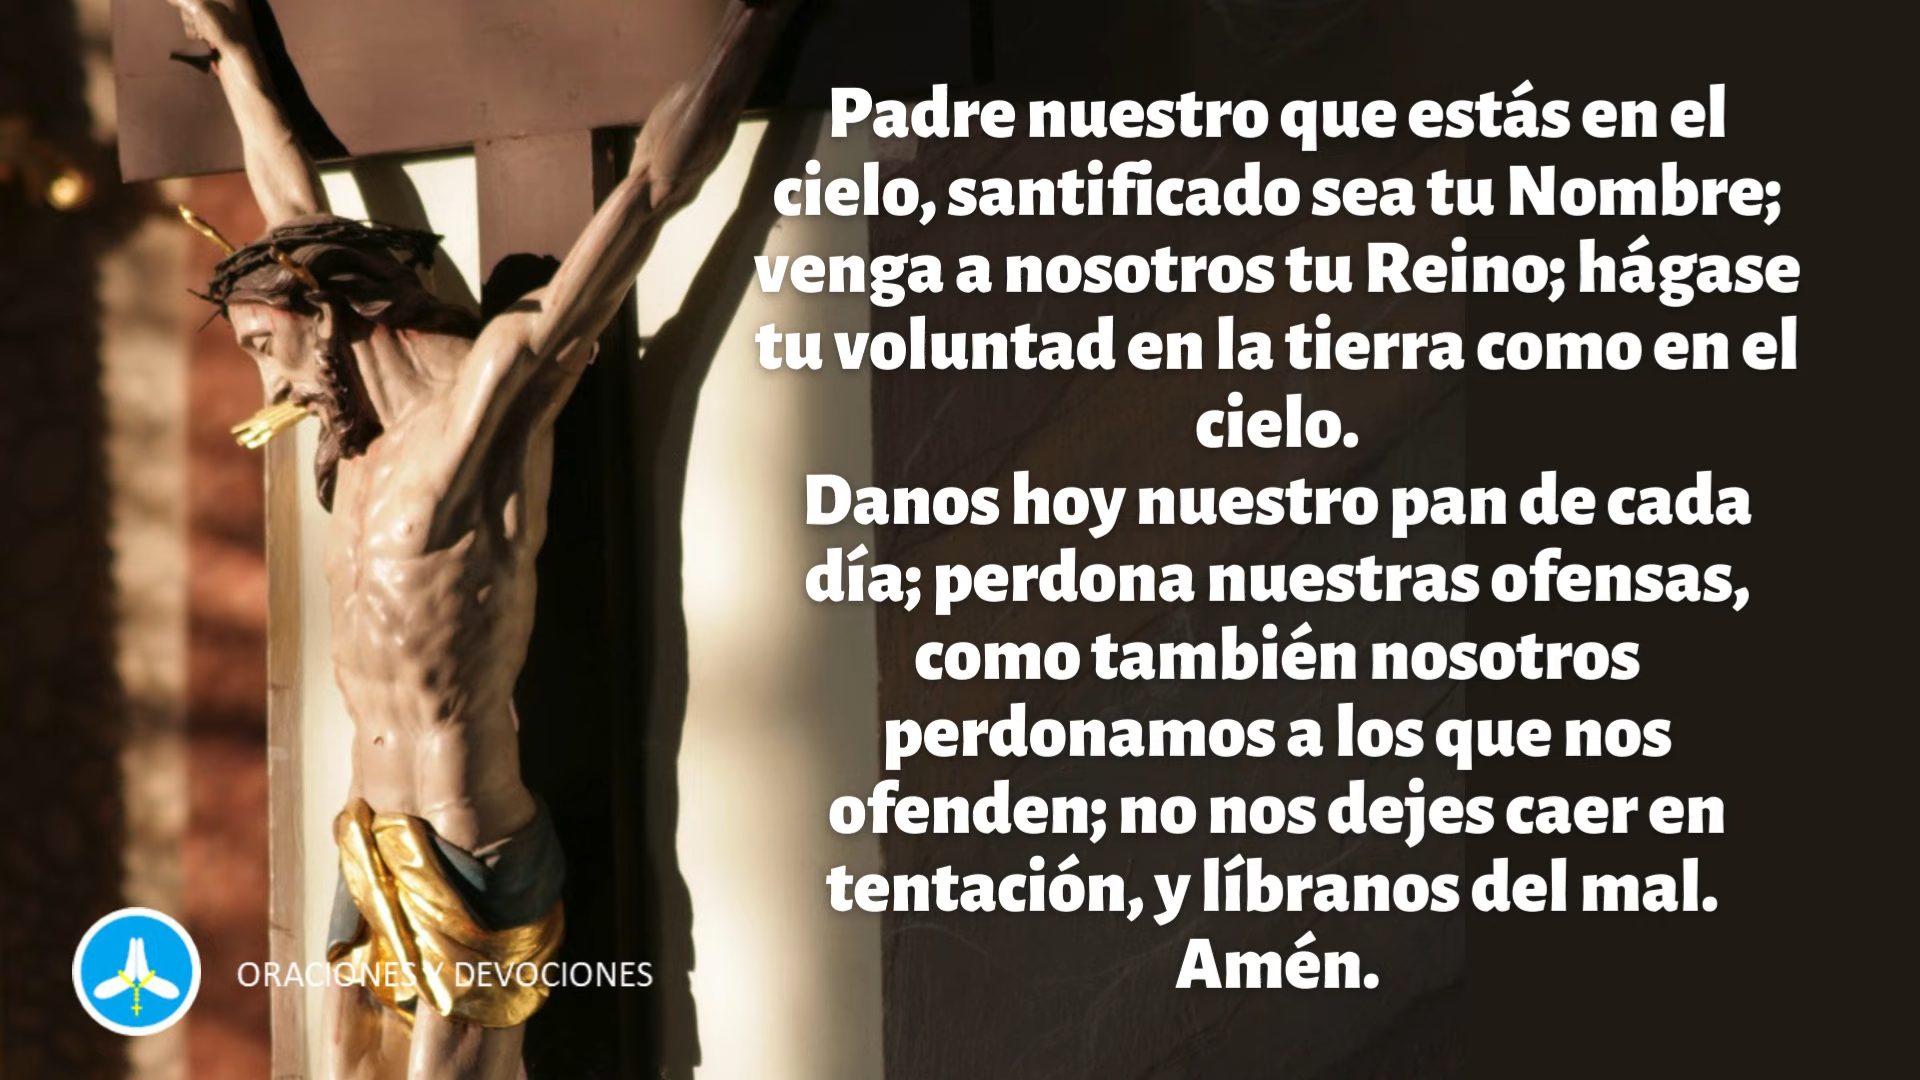 Padre nuestro que estás en el
cielo, santificado sea tu Nombre;
venga a nosotros tu Reino; hágase
tu voluntad en la tierra como en el
cielo.
Danos hoy nuestro pan de cada
día; perdona nuestras ofensas,
como también nosotros
perdonamos a los que nos
ofenden; no nos dejes caer en
tentación, y líbranos del mal.
Amén.
ORACIONES Y DEVOCIONES